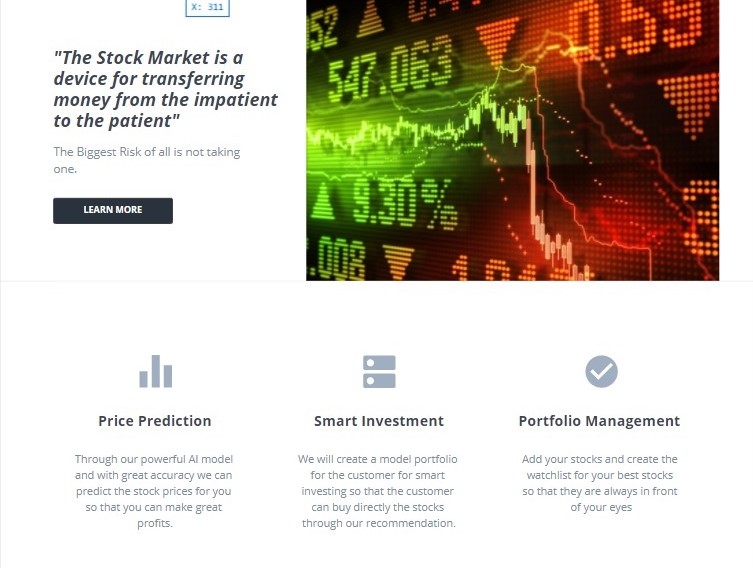 X: 311
"The Stock Market is a
device for transferring
money from the impatient
to the patient"
The Biggest Risk of all is not taking
one.
LEARN MORE
547.063
9.30%
.008
Price Prediction
Smart Investment
Portfolio Management
Through our powerful AI model
and with great accuracy we can
predict the stock prices for you
so that you can make great
profits.
We will create a model portfolio
for the customer for smart
investing so that the customer
can buy directly the stocks
through our recommendation.
Add your stocks and create the
watchlist for your best stocks
so that they are always in front
of your eyes